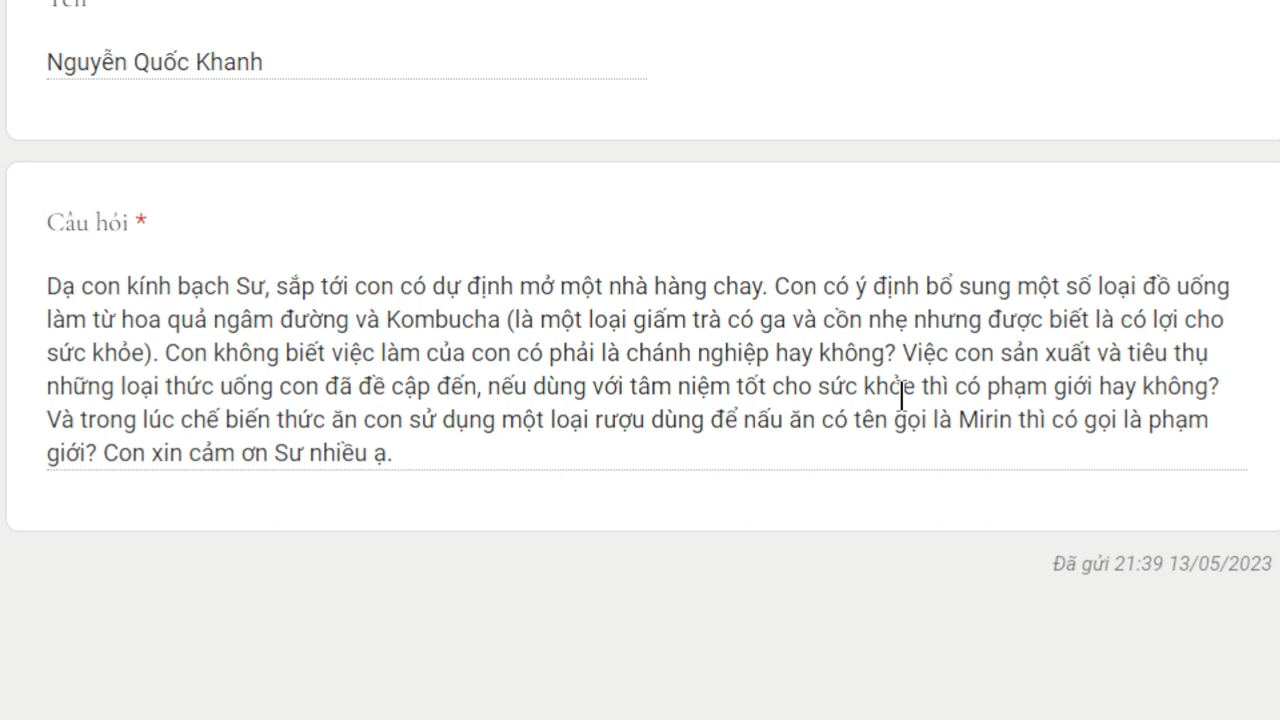 Tên
Nguyễn Quốc Khanh
Câu hỏi *
Dạ con kính bạch Sư, sắp tới con có dự định mở một nhà hàng chay. Con có ý định bổ sung một số loại đồ uống
làm từ hoa quả ngâm đường và Kombucha (là một loại giấm trà có ga và cồn nhẹ nhưng được biết là có lợi cho
sức khỏe). Con không biết việc làm của con có phải là chánh nghiệp hay không? Việc con sản xuất và tiêu thụ
những loại thức uống con đã đề cập đến, nếu dùng với tâm niệm tốt cho sức khỏe thì có phạm giới hay không?
Và trong lúc chế biến thức ăn con sử dụng một loại rượu dùng để nấu ăn có tên gọi là Mirin thì có gọi là phạm
giới? Con xin cảm ơn Sư nhiều ạ.
Đã gửi 21:39 13/05/2023